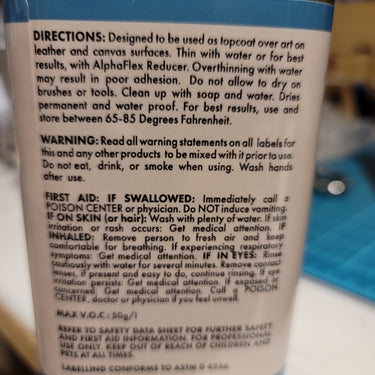 DIRECTIONS: Designed to be used as topcoat over art on
leather and canvas surfaces. Thin with water or for best
results, with AlphaFlex Reducer. Overthinning with water
may result in poor adhesion. Do not allow to dry on
brushes or tools. Clean up with soap and water. Dries
permanent and water proof. For best results, use and
store between 65-85 Degrees Fahrenheit.
WARNING: Read all warning statements on all labels for
this and any other products to be mixed with it prior to use.
Do not eat, drink, or smoke when using. Wash hands
after use.
FIRST AID: IF SWALLOWED: Immediately call a
POISON CENTER or physician. Do NOT induce vomiting.
IF ON SKIN (or hair): Wash with plenty of water. If skin
irritation or rash occurs: Get medical attention. IF
INHALED: Remove person to fresh air and keep
comfortable for breathing. If experiencing respiratory
symptoms: Get medical attention. IF IN EYES: Rinse
cautiously with water for several minutes. Remove contact
lenses, if present and easy to do, continue rinsing. If eye
irritation persists: Get medical attention. If exposed or
concerned: Get medical attention. Call a POISON
CENTER, doctor or physician if you feel unwell.
MAX V.O.C: 50g/l
REFER TO SAFETY DATA SHEET FOR FURTHER SAFETY
AND FIRST AID INFORMATION. FOR PROFESSIONAL
USE ONLY. KEEP OUT OF REACH OF CHILDREN AND
PETS AT ALL TIMES.
LABELLING CONFORMS TO ASTM D 4236.